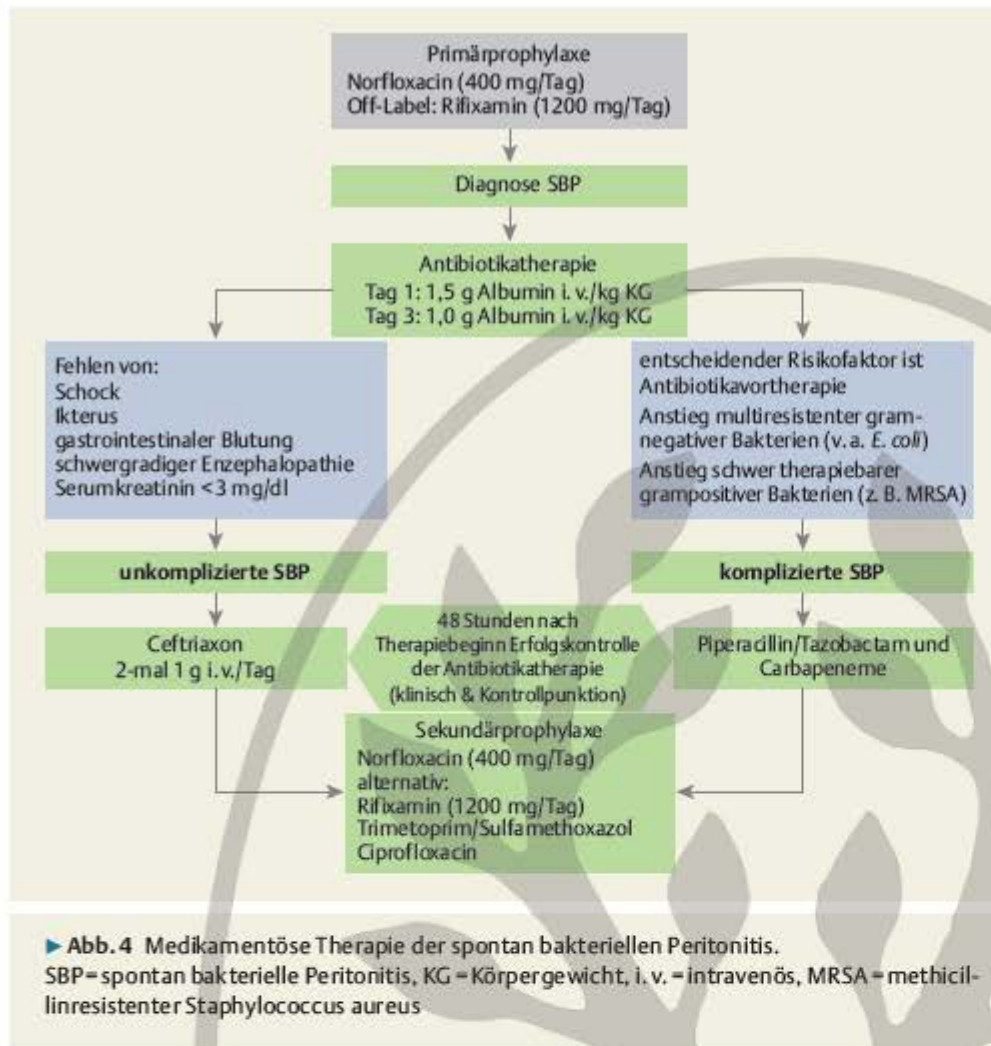 Primärprophylaxe
Norfloxacin (400 mg/Tag)
Off-Label: Rifixamin (1200 mg/Tag)
Diagnose SBP
Antibiotikatherapie
Tag 1: 1,5 g Albumin i. v./kg KG
Tag 3: 1,0 g Albumin i. v./kg KG
Fehlen von:
Schock
Ikterus
gastrointestinaler Blutung
schwergradiger Enzephalopathie
Serumkreatinin <3 mg/dl
entscheidender Risikofaktor ist
Antibiotikavortherapie
Anstieg multiresistenter gram-
negativer Bakterien (v. a. E. coli)
Anstieg schwer therapiebarer
grampositiver Bakterien (z. B. MRSA)
unkomplizierte SBP
komplizierte SBP
Ceftriaxon
2-mal 1 g i. v./Tag
48 Stunden nach
Therapiebeginn Erfolgskontrolle
der Antibiotikatherapie
(klinisch & Kontrollpunktion)
Piperacillin/Tazobactam und
Carbapeneme
Sekundärprophylaxe
Norfloxacin (400 mg/Tag)
alternativ:
Rifixamin (1200 mg/Tag)
Trimetoprim/Sulfamethoxazol
Ciprofloxacin
▶ Abb. 4 Medikamentöse Therapie der spontan bakteriellen Peritonitis.
SBP = spontan bakterielle Peritonitis, KG = Körpergewicht, i. v. = intravenös, MRSA = methicil-
linresistenter Staphylococcus aureus